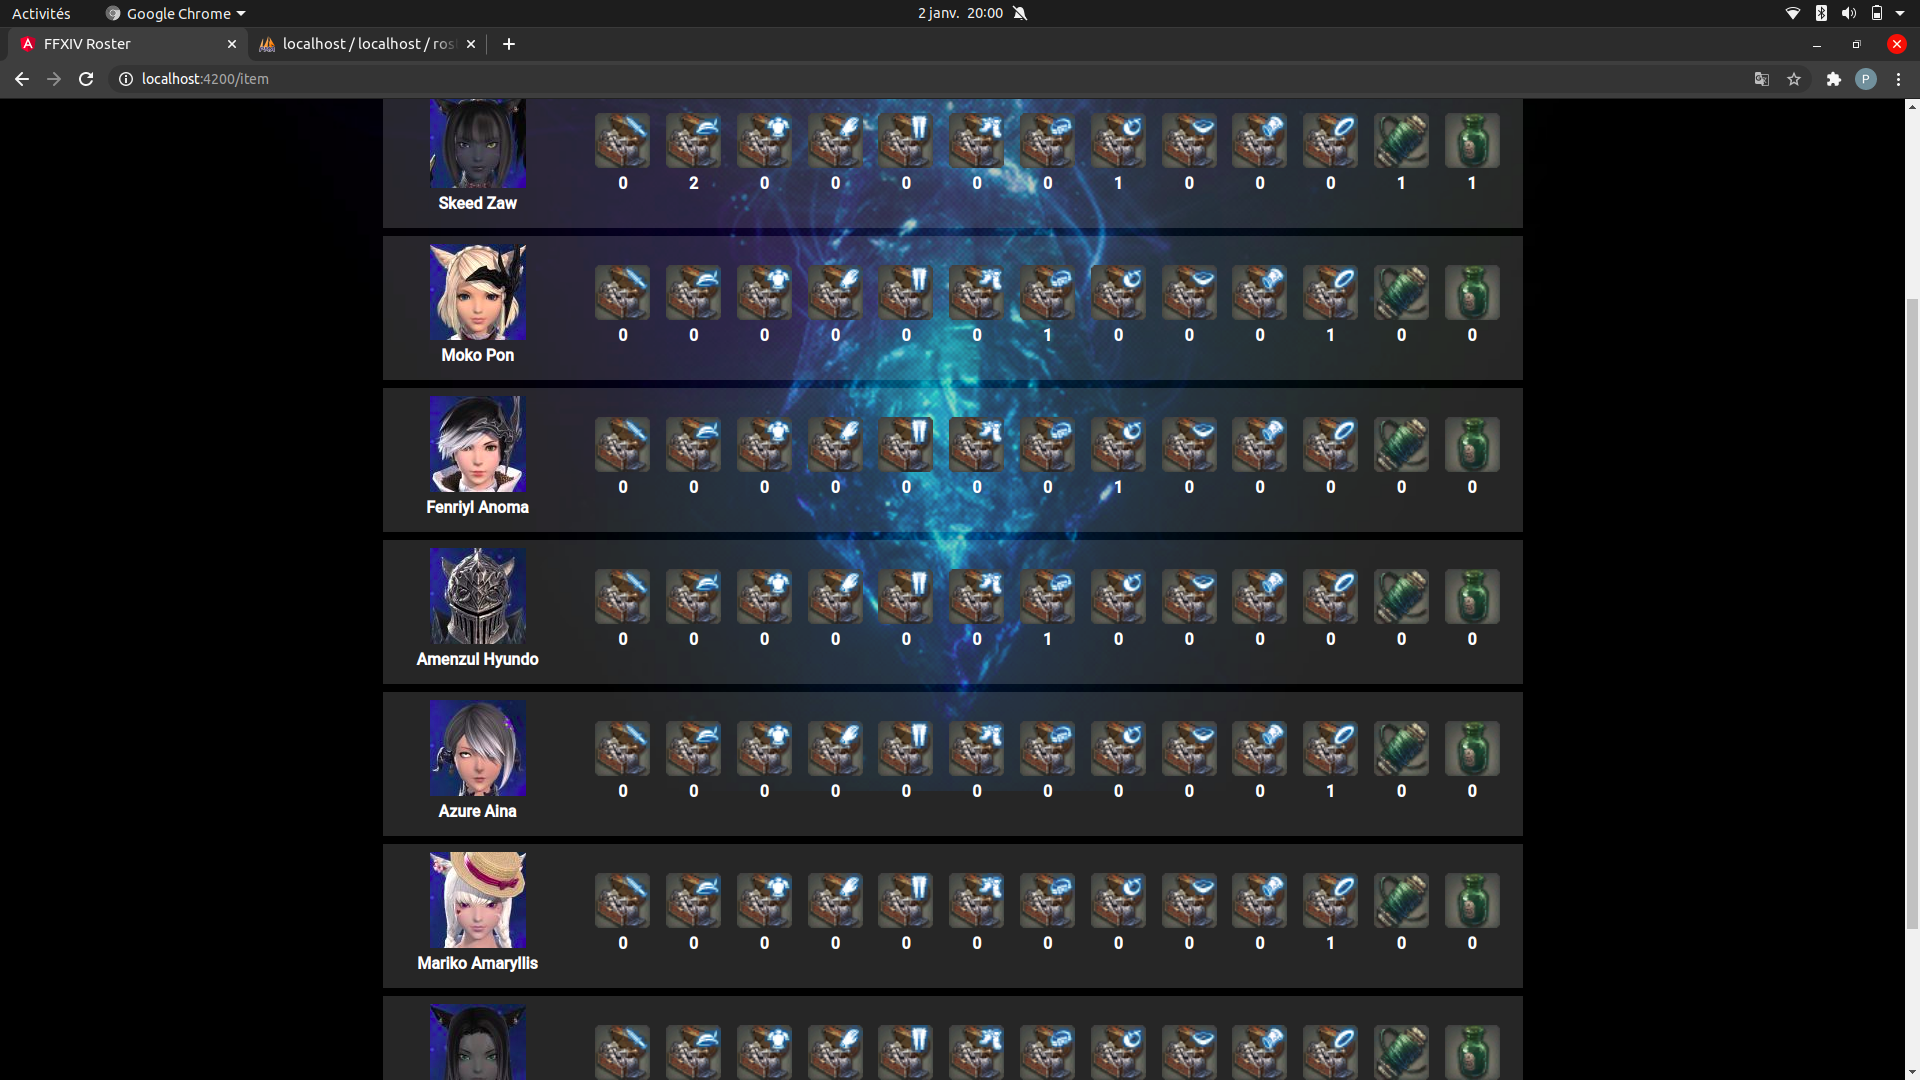 Activités
Google Chrome
2 janv. 20:00
FFXIV Roster
localhost / localhost / ros
localhost:4200/item
P
0 2 0 0 0 0 0 1 0 0 0 1 1
Skeed Zaw
0 0 0 0 0 0 1 0 0 0 1 0 0
Moko Pon
0 0 0 0 0 0 0 1 0 0 0 0 0
Fenriyl Anoma
0 0 0 0 0 0 1 0 0 0 0 0 0
Amenzul Hyundo
0 0 0 0 0 0 0 0 0 0 1 0 0
Azure Aina
0 0 0 0 0 0 0 0 0 0 1 0 0
Mariko Amaryllis